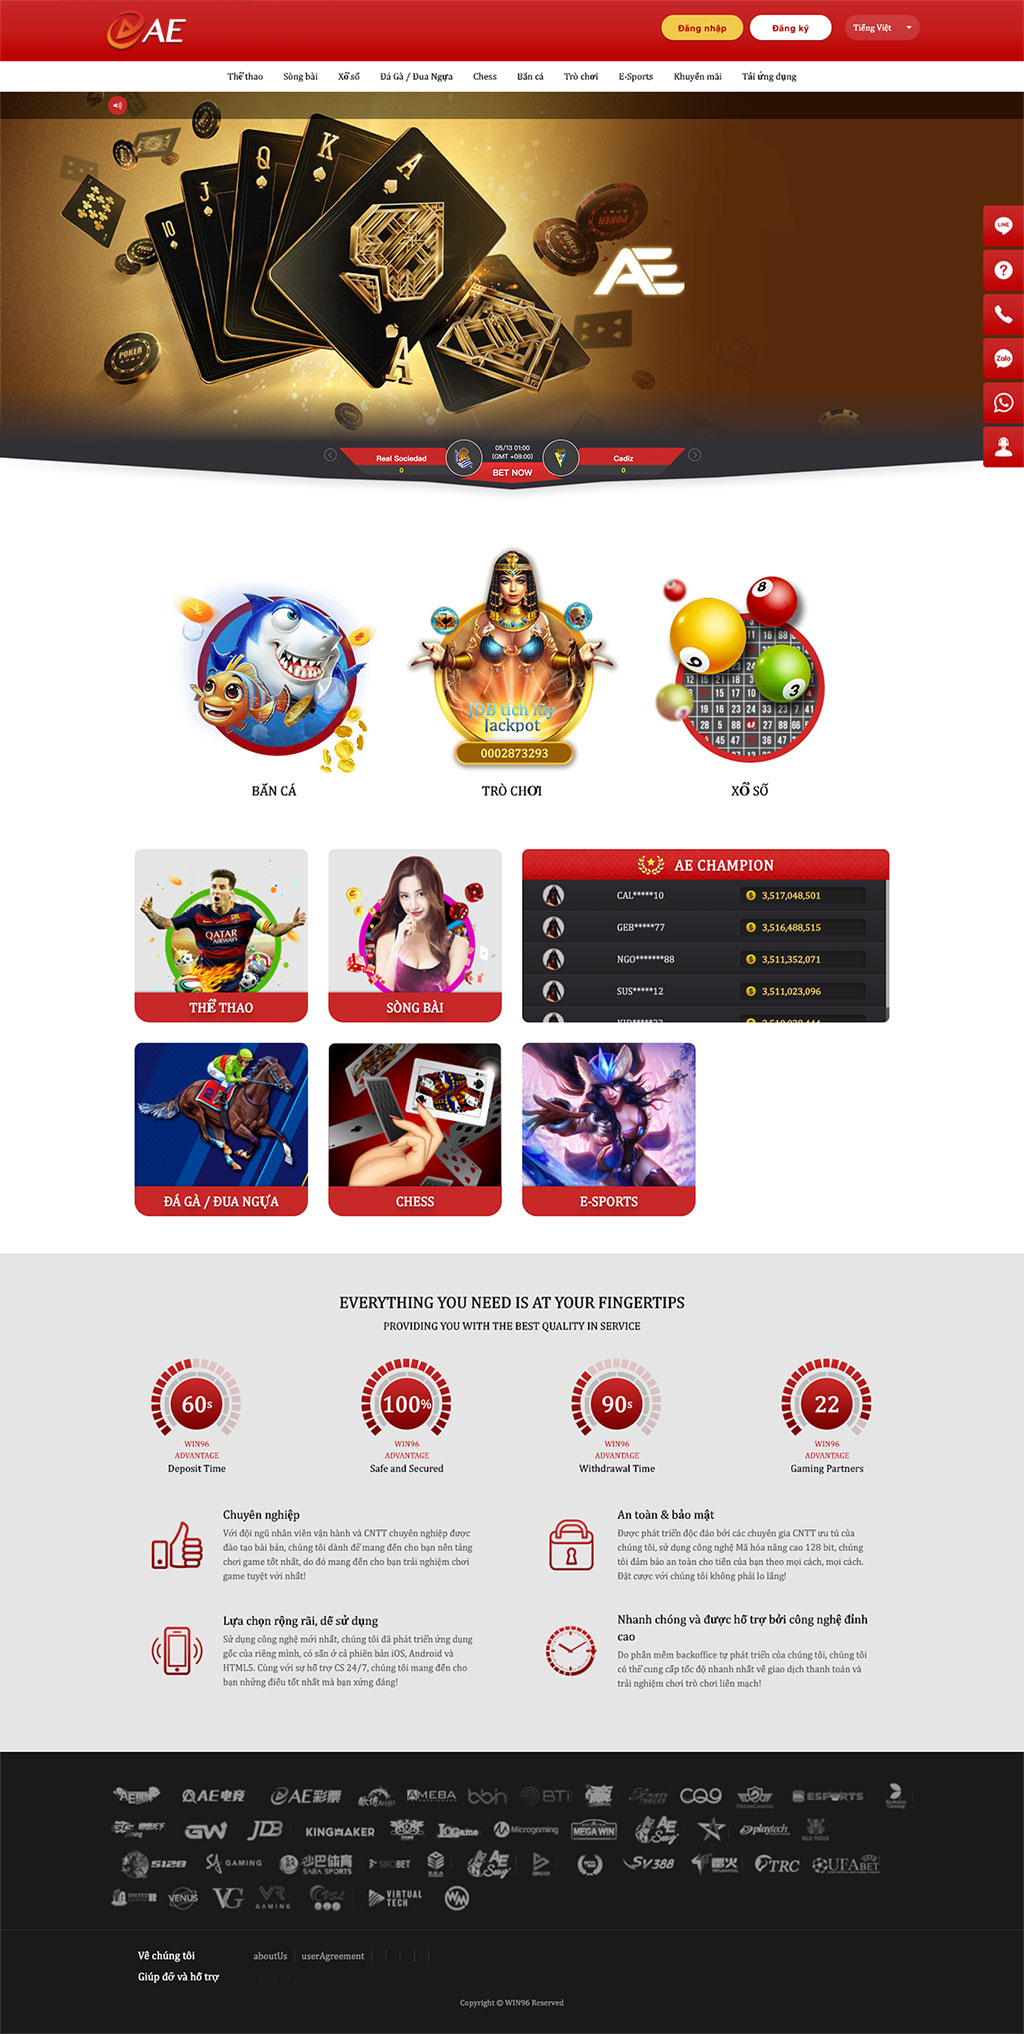 AE
Đăng nhập
Đăng ký
Tiếng Việt
Thể thao
Sòng bài
Xổ số
Đá Gà / Đua Ngựa
Chess
Bắn cá
Trò chơi
E-Sports
Khuyến mãi
Tải ứng dụng
10
J
Q
K
A
A
POKER
POKER
POKER
POKER
AE
LINE
Zalo
Real Sociedad
0
05/13 01:00
(GMT +08:00)
BET NOW
Cadiz
0
JDB tích lũy
Jackpot
0002873293
8
9
3
BẮN CÁ
TRÒ CHƠI
XỔ SỐ
QATAR
AIRWAYS
THỂ THAO
SÒNG BÀI
AE CHAMPION
CAL*****10
3,517,048,501
GEB*****77
3,516,488,515
NGO*******88
3,511,352,071
SUS*****12
3,511,023,096
ĐÁ GÀ / ĐUA NGỰA
CHESS
E-SPORTS
EVERYTHING YOU NEED IS AT YOUR FINGERTIPS
PROVIDING YOU WITH THE BEST QUALITY IN SERVICE
60s
WIN96
ADVANTAGE
Deposit Time
100%
WIN96
ADVANTAGE
Safe and Secured
90s
WIN96
ADVANTAGE
Withdrawal Time
22
WIN96
ADVANTAGE
Gaming Partners
Chuyên nghiệp
Với đội ngũ nhân viên vận hành và CNTT chuyên nghiệp được
đào tạo bài bản, chúng tôi dành để mang đến cho bạn nền tảng
chơi game tốt nhất, do đó mang đến cho bạn trải nghiệm chơi
game tuyệt vời nhất!
An toàn & bảo mật
Được phát triển độc đáo bởi các chuyên gia CNTT ưu tú của
chúng tôi, sử dụng công nghệ Mã hóa nâng cao 128 bit, chúng
tôi đảm bảo an toàn cho tiền của bạn theo mọi cách, mọi cách.
Đặt cược với chúng tôi không phải lo lắng!
Lựa chọn rộng rãi, dễ sử dụng
Sử dụng công nghệ mới nhất, chúng tôi đã phát triển ứng dụng
gốc của riêng mình, có sẵn ở cả phiên bản iOS, Android và
HTML5. Cùng với sự hỗ trợ CS 24/7, chúng tôi mang đến cho
bạn những điều tốt nhất mà bạn xứng đáng!
Nhanh chóng và được hỗ trợ bởi công nghệ đỉnh
cao
Do phần mềm backoffice tự phát triển của chúng tôi, chúng tôi
có thể cung cấp tốc độ nhanh nhất về giao dịch thanh toán và
trải nghiệm chơi trò chơi liền mạch!
AE电竞
AE彩票
AMEBA
bbin
BTi
CQ9
ESPORTS
GW
JDB
KINGMAKER
Microgaming
MEGA WIN
playtech
RED TIGER
S128
SA GAMING
沙巴体育
SABA SPORTS
SBOBET
AE Sexy
SV388
TRC
UFABET
VENUS
VG
VR
GAMING
VIRTUAL
TECH
WM
Về chúng tôi
aboutUs
userAgreement
Giúp đỡ và hỗ trợ
Copyright © WIN96 Reserved